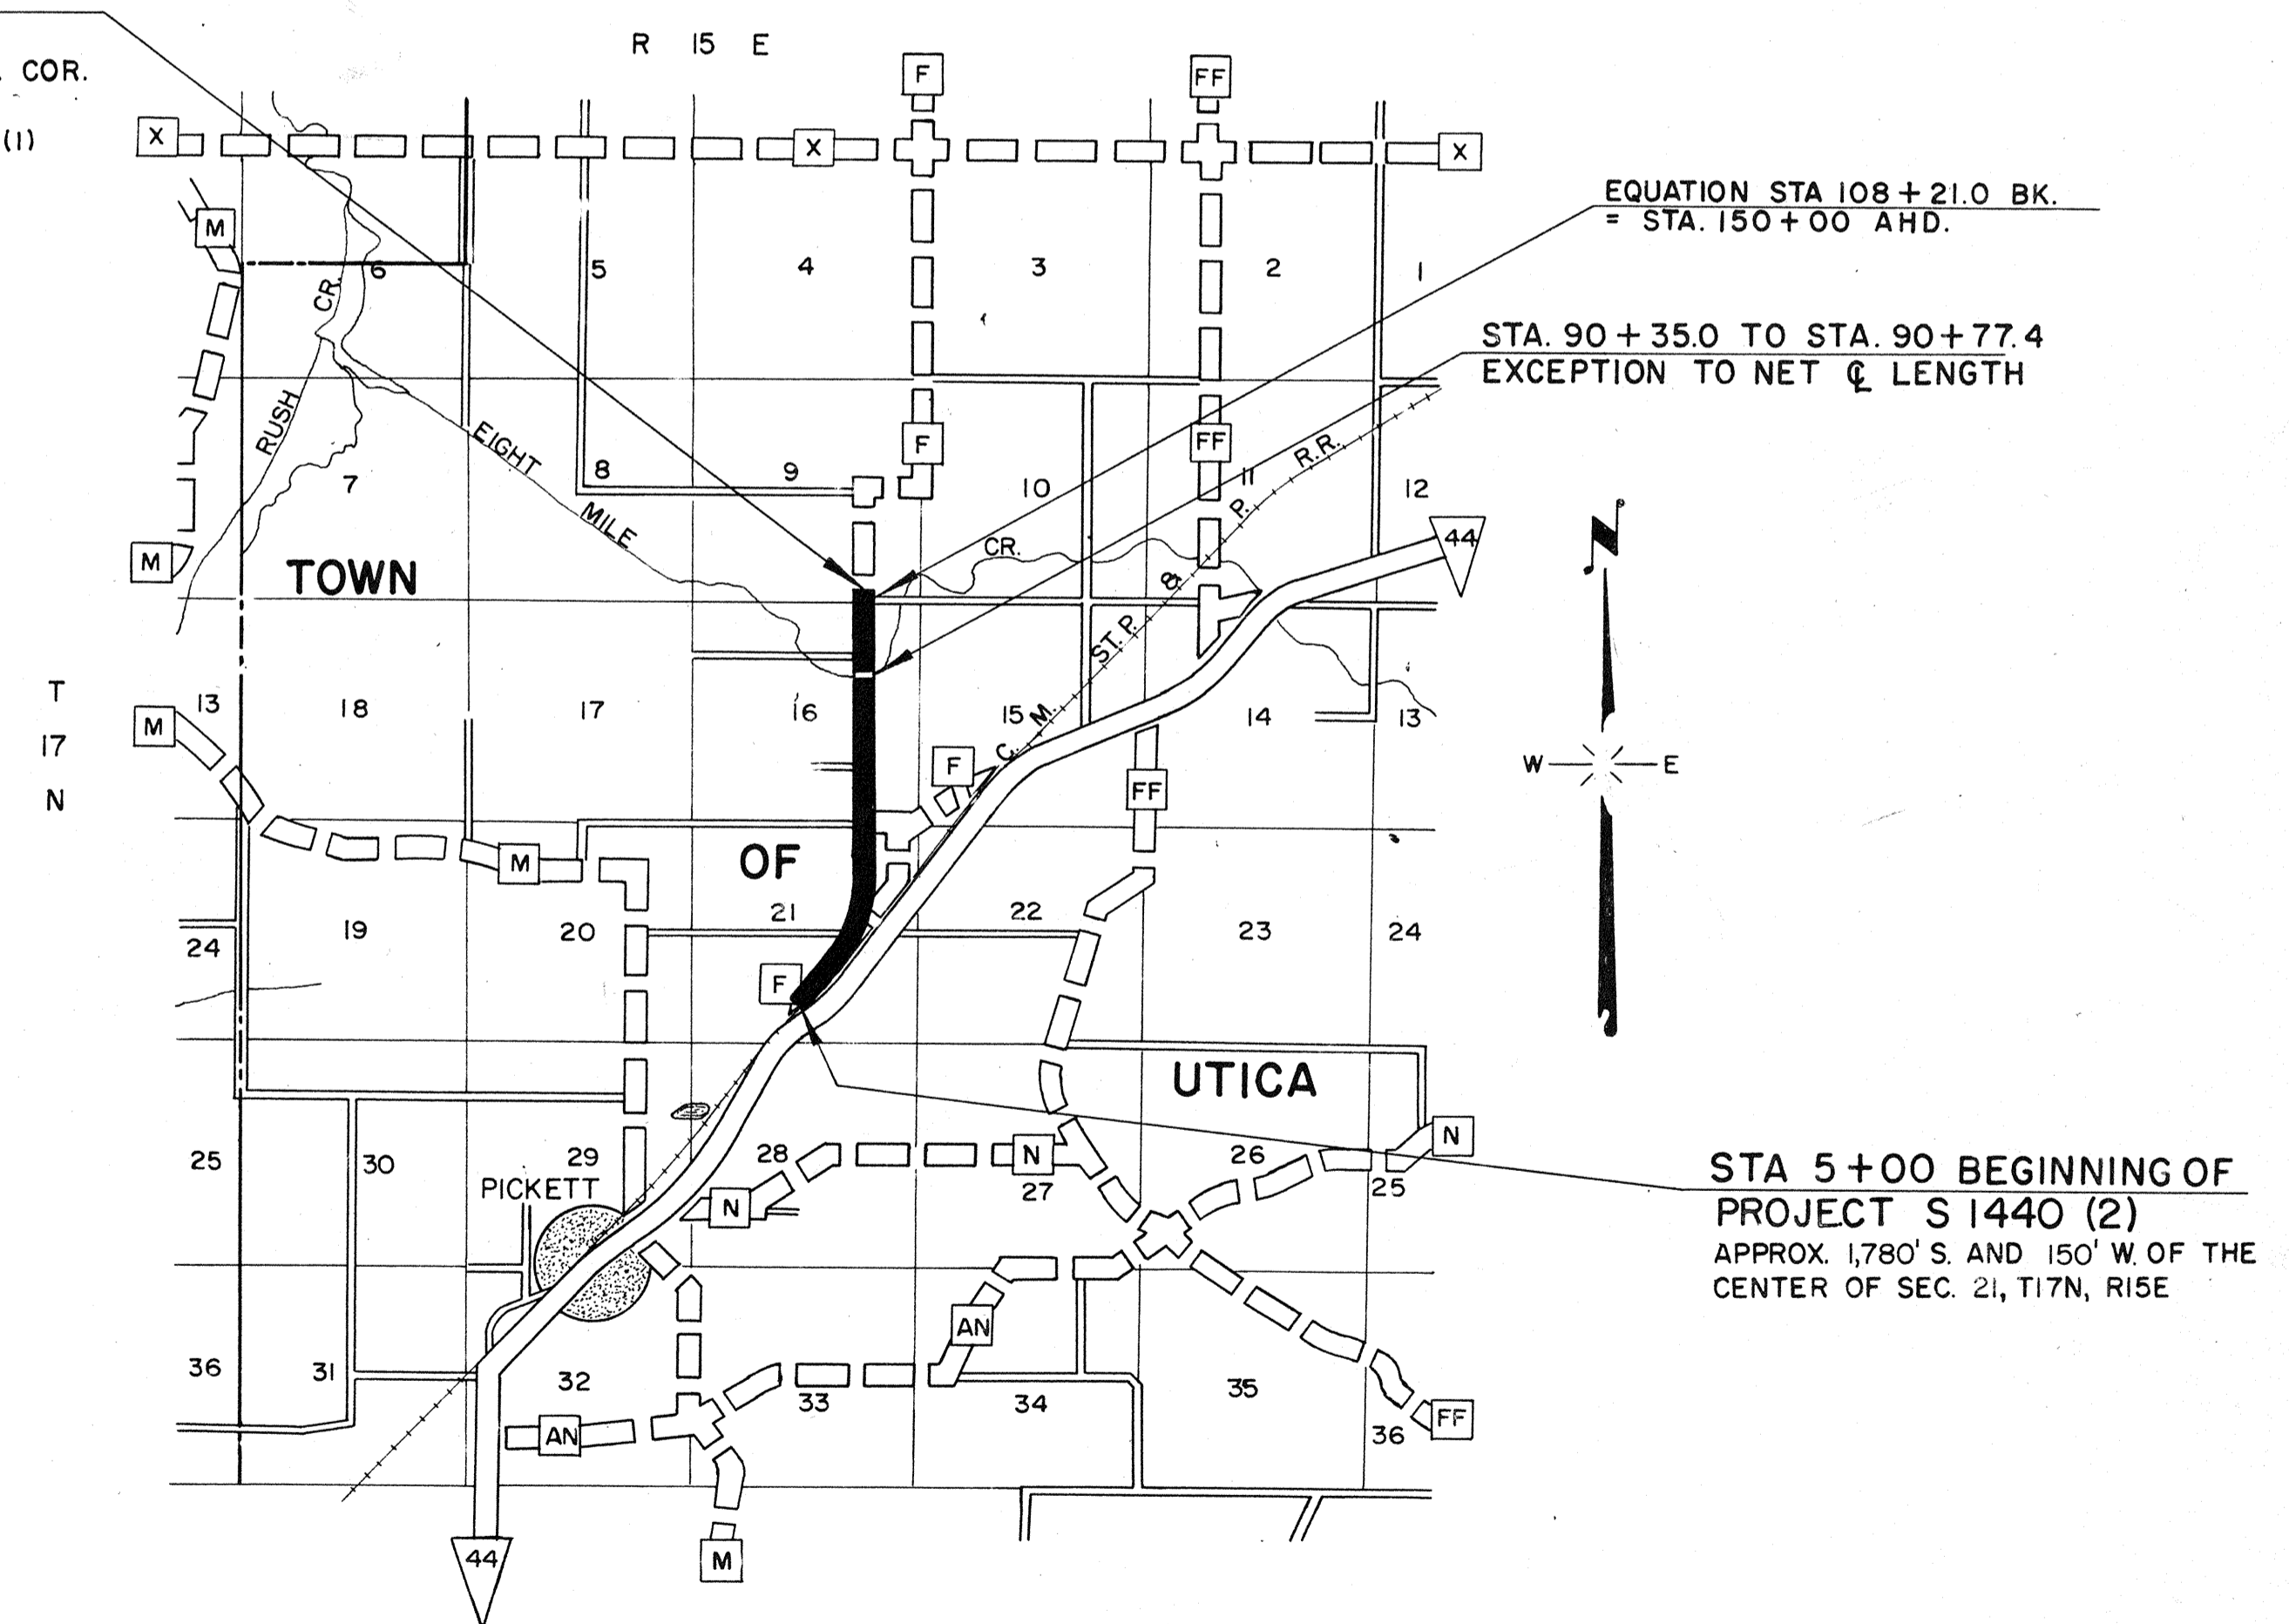 R 15 E
. COR.
(1)
F
FF
X
X
X
EQUATION STA 108+21.0 BK.
= STA. 150+00 AHD.
M
6
5
4
3
2
1
CR.
STA. 90+35.0 TO STA. 90+77.4
EXCEPTION TO NET ℄ LENGTH
RUSH
EIGHT
MILE
CR.
F
FF
R.R.
7
8
9
10
11
12
P.
&
ST. P.
M.
C.
44
N
W
E
M
TOWN
T
17
N
M
13
18
17
16
15
14
13
F
FF
M
OF
21
22
19
20
23
24
24
F
UTICA
N
25
30
29
28
N
27
26
25
STA 5+00 BEGINNING OF
PROJECT S 1440 (2)
APPROX. 1,780' S. AND 150' W. OF THE
CENTER OF SEC. 21, T17N, R15E
PICKETT
N
AN
36
31
32
33
34
35
36
FF
AN
44
M